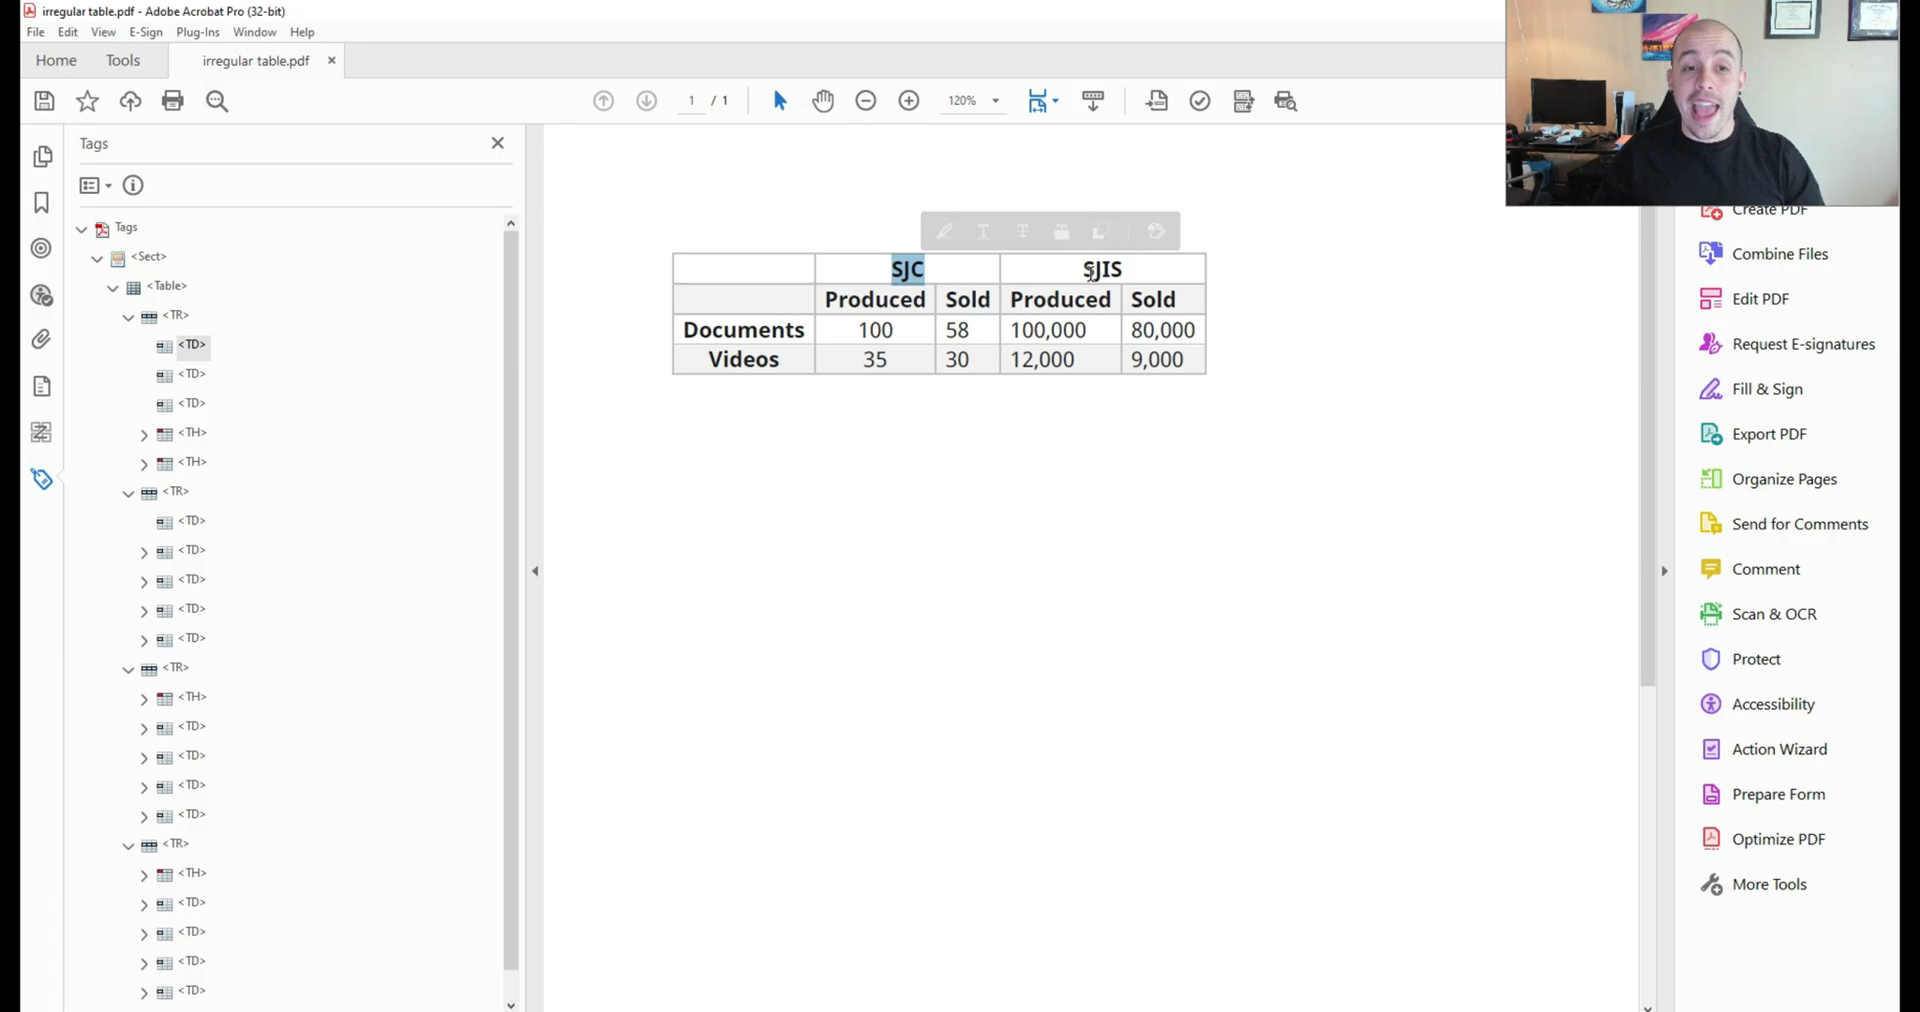 irregular table.pdf - Adobe Acrobat Pro (32-bit)
File Edit View E-Sign Plug-Ins Window Help
Home Tools irregular table.pdf ×
1 / 1 120%
Tags
Tags
<Sect>
<Table>
<TR>
<TD>
<TD>
<TD>
<TH>
<TH>
<TR>
<TD>
<TD>
<TD>
<TD>
<TD>
<TR>
<TH>
<TD>
<TD>
<TD>
<TD>
<TR>
<TH>
<TD>
<TD>
<TD>
<TD>
SJC SJIS
Produced Sold Produced Sold
Documents 100 58 100,000 80,000
Videos 35 30 12,000 9,000
Create PDF
Combine Files
Edit PDF
Request E-signatures
Fill & Sign
Export PDF
Organize Pages
Send for Comments
Comment
Scan & OCR
Protect
Accessibility
Action Wizard
Prepare Form
Optimize PDF
More Tools